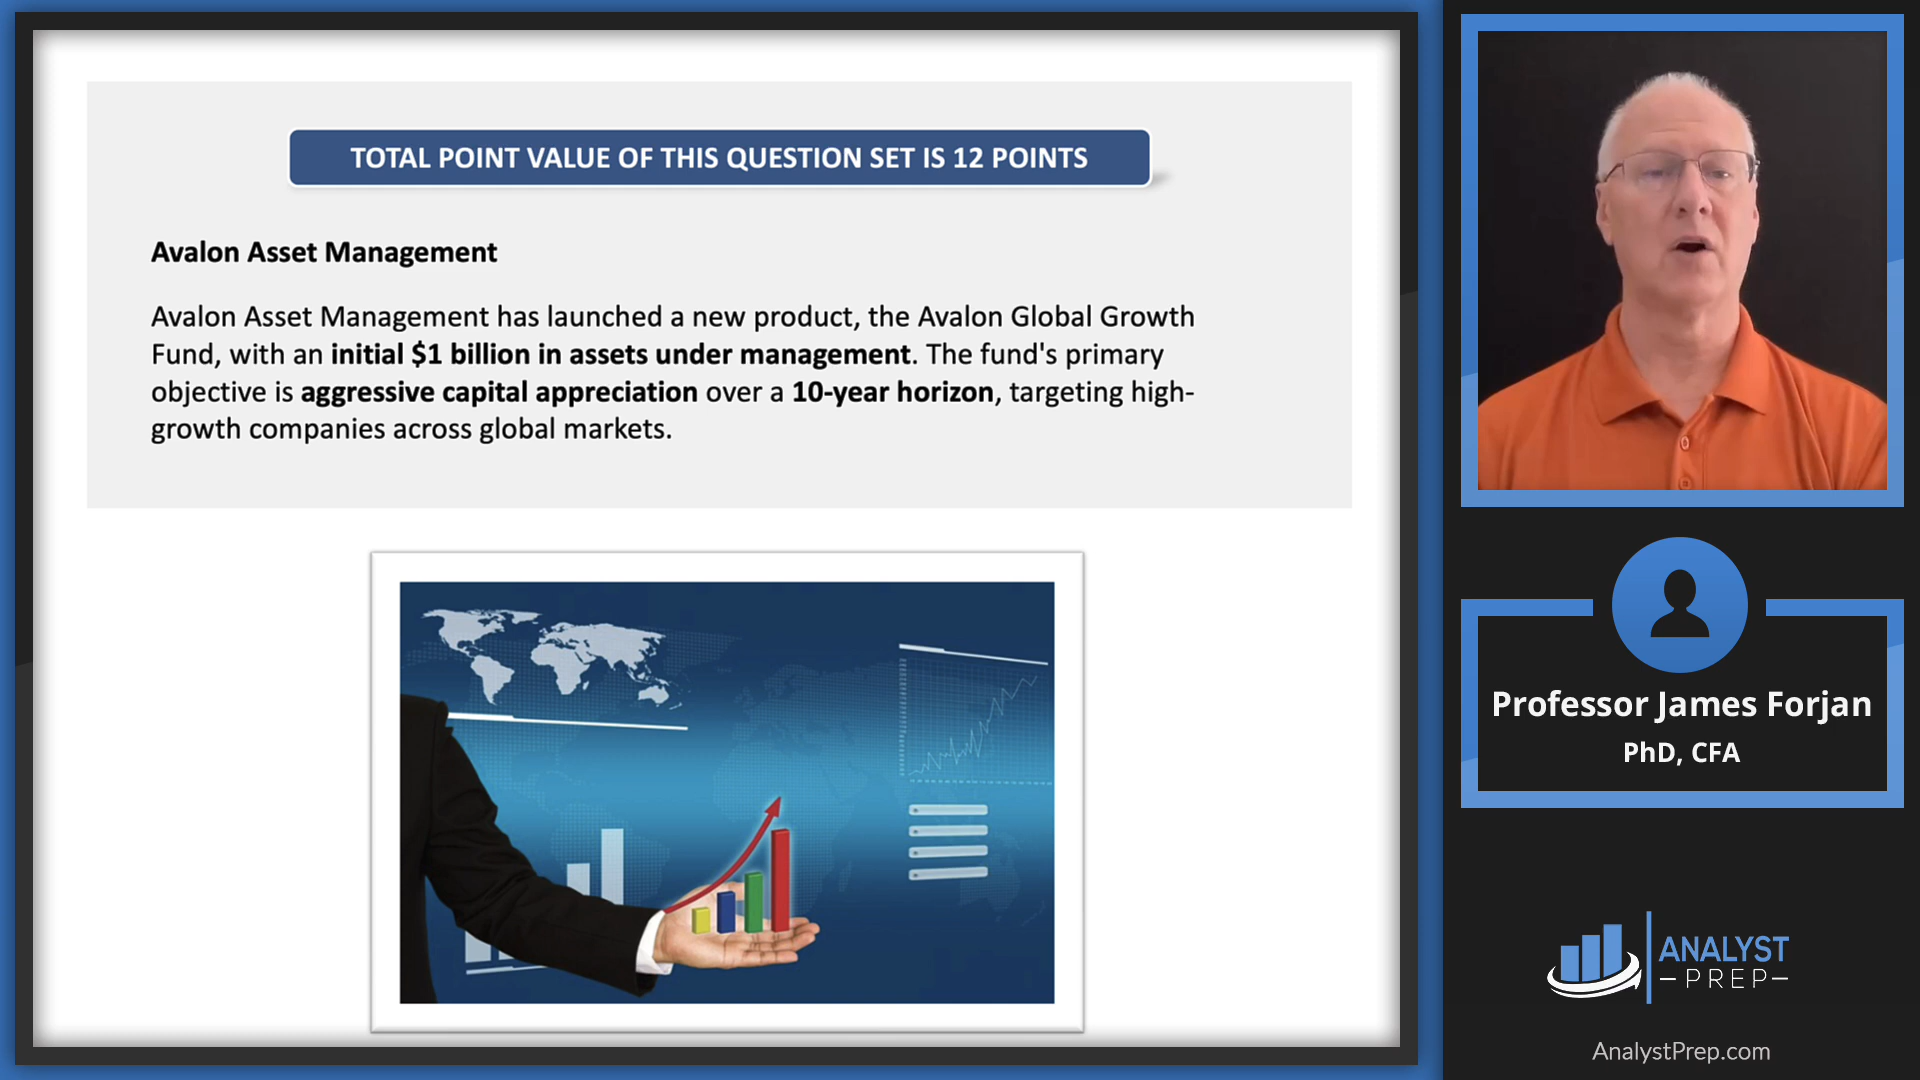 TOTAL POINT VALUE OF THIS QUESTION SET IS 12 POINTS
Avalon Asset Management
Avalon Asset Management has launched a new product, the Avalon Global Growth
Fund, with an initial $1 billion in assets under management. The fund's primary
objective is aggressive capital appreciation over a 10-year horizon, targeting high-
growth companies across global markets.
Professor James Forjan
PhD, CFA
ANALYST
PREP
AnalystPrep.com